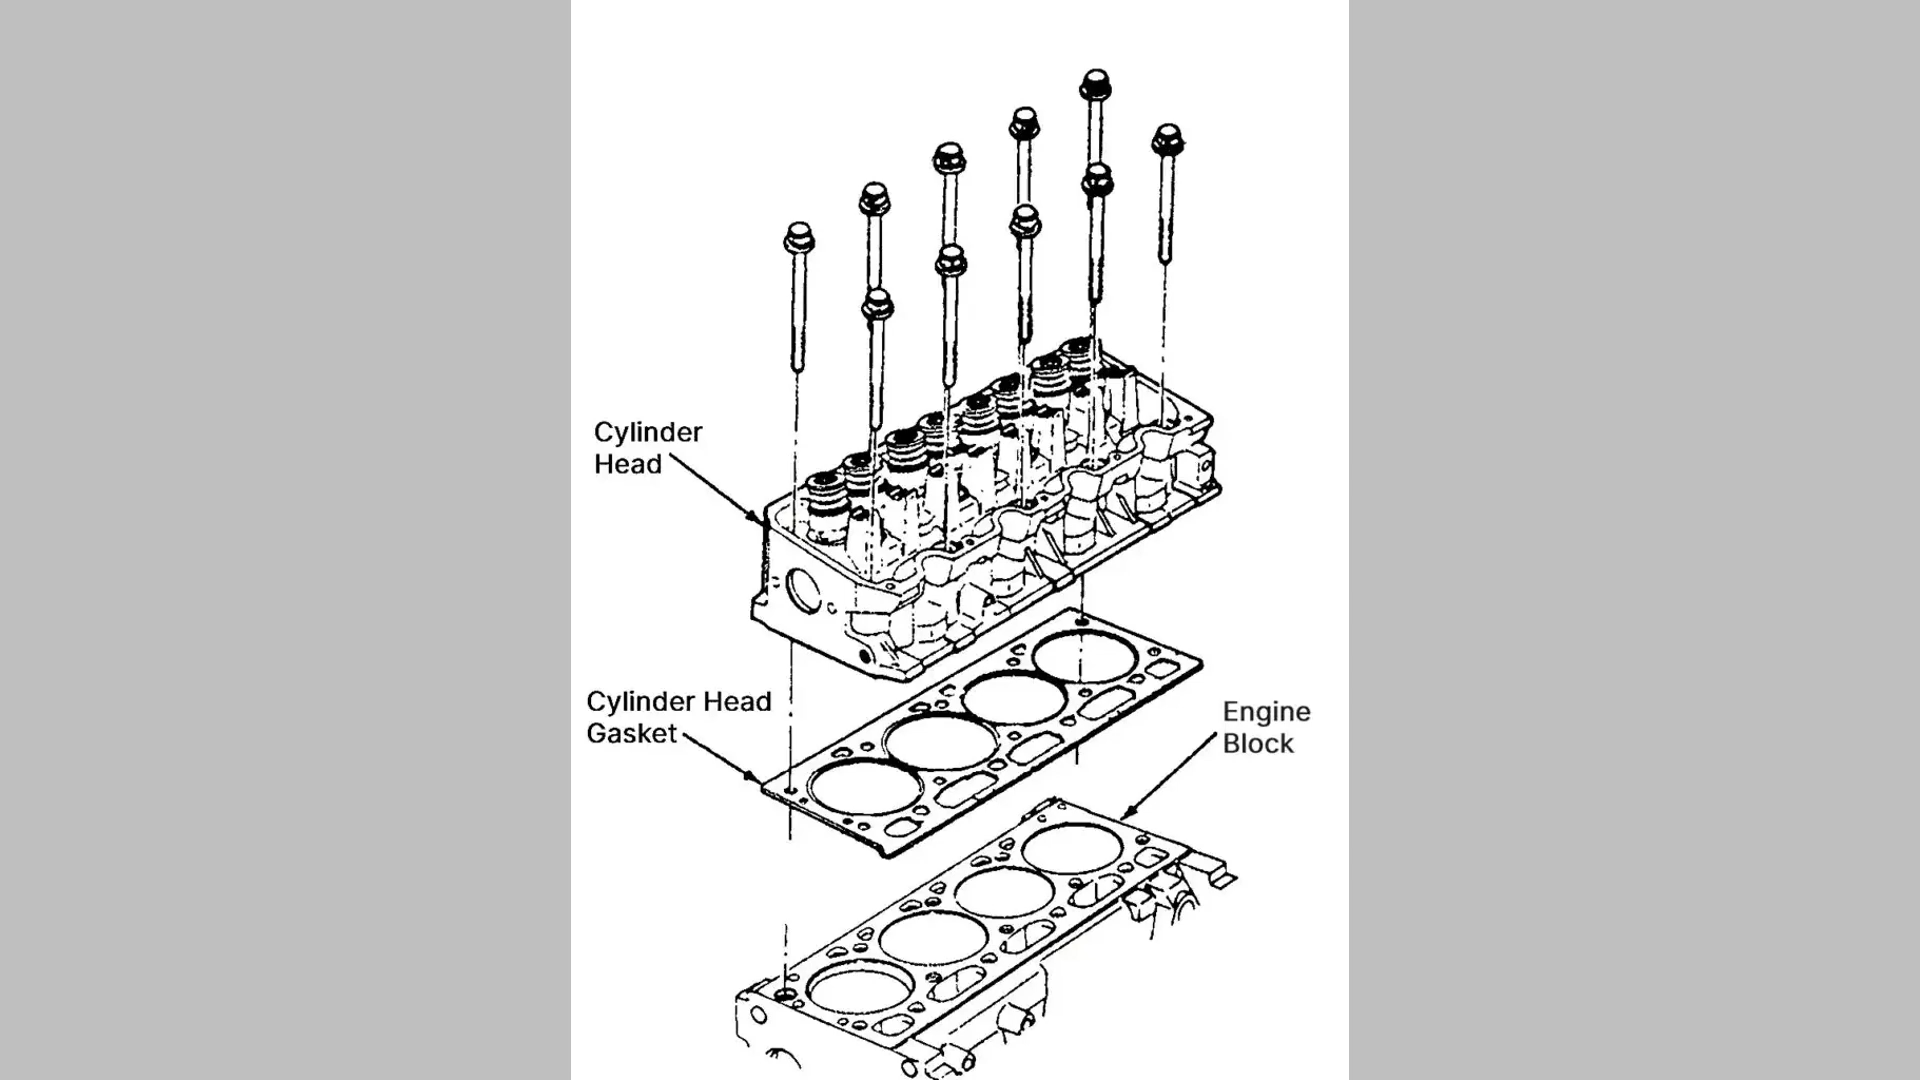 Cylinder
Head
Cylinder Head
Gasket
Engine
Block